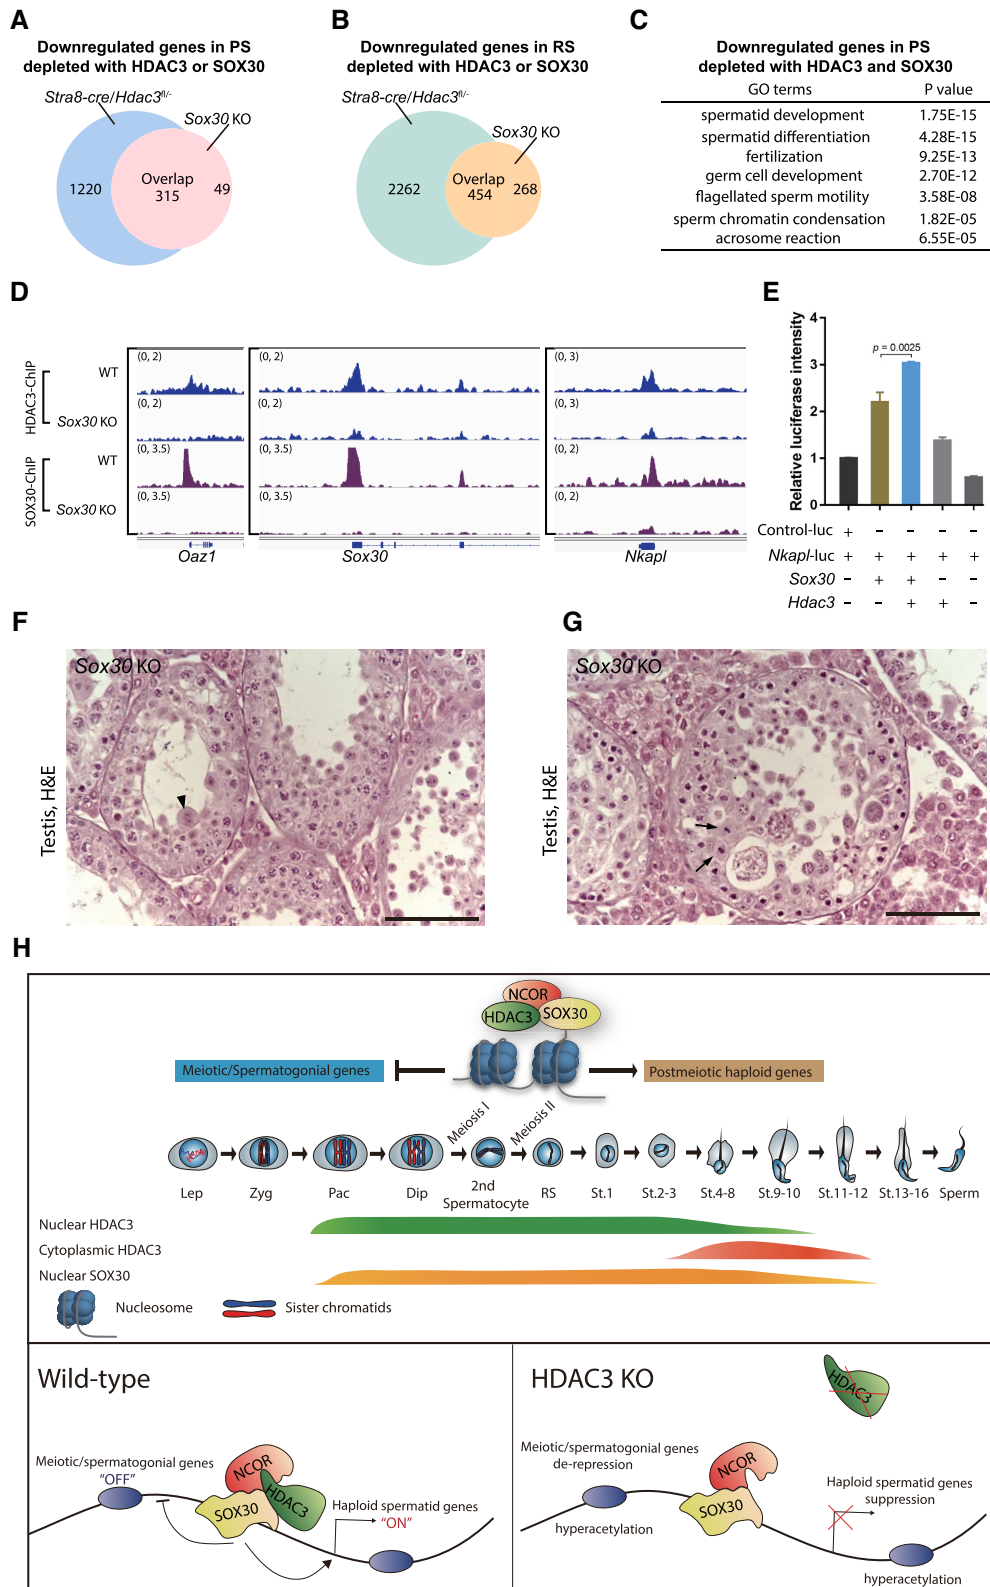 A
Downregulated genes in PS
depleted with HDAC3 or SOX30
Stra8-cre/Hdac3fl/-
Sox30 KO
1220
Overlap
315
49
B
Downregulated genes in RS
depleted with HDAC3 or SOX30
Stra8-cre/Hdac3fl/-
Sox30 KO
2262
Overlap
454
268
C
Downregulated genes in PS
depleted with HDAC3 and SOX30
GO terms P value
spermatid development 1.75E-15
spermatid differentiation 4.28E-15
fertilization 9.25E-13
germ cell development 2.70E-12
flagellated sperm motility 3.58E-08
sperm chromatin condensation 1.82E-05
acrosome reaction 6.55E-05
D
HDAC3-ChIP
WT
(0, 2) (0, 2) (0, 3)
Sox30 KO
(0, 2) (0, 2) (0, 3)
SOX30-ChIP
WT
(0, 3.5) (0, 3.5) (0, 2)
Sox30 KO
(0, 3.5) (0, 3.5) (0, 2)
Oaz1 Sox30 Nkapl
E
Relative luciferase intensity
4
3
2
1
0
p = 0.0025
Control-luc + – – – –
Nkapl-luc + + + + +
Sox30 – + + – –
Hdac3 – – + + –
F
Sox30 KO
Testis, H&E
G
Sox30 KO
Testis, H&E
H
NCOR
HDAC3
SOX30
Meiotic/Spermatogonial genes
Postmeiotic haploid genes
Meiosis I
Meiosis II
Lep Zyg Pac Dip 2nd Spermatocyte RS St.1 St.2-3 St.4-8 St.9-10 St.11-12 St.13-16 Sperm
Nuclear HDAC3
Cytoplasmic HDAC3
Nuclear SOX30
Nucleosome
Sister chromatids
Wild-type
Meiotic/spermatogonial genes
"OFF"
NCOR
HDAC3
SOX30
Haploid spermatid genes
"ON"
HDAC3 KO
HDAC3
Meiotic/spermatogonial genes
de-repression
NCOR
SOX30
hyperacetylation
Haploid spermatid genes
suppression
hyperacetylation